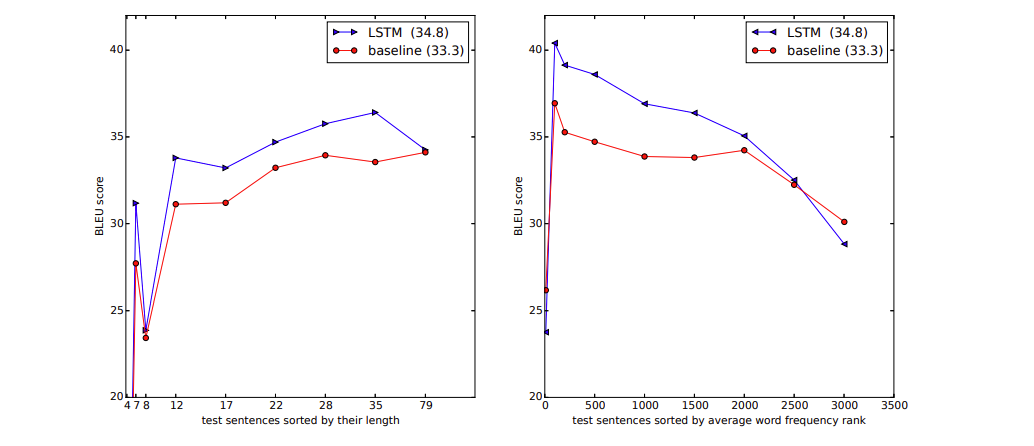 LSTM (34.8)
baseline (33.3)
40
35
30
25
20
BLEU score
4 7 8 12 17 22 28 35 79
test sentences sorted by their length
LSTM (34.8)
baseline (33.3)
40
35
30
25
20
BLEU score
0 500 1000 1500 2000 2500 3000 3500
test sentences sorted by average word frequency rank